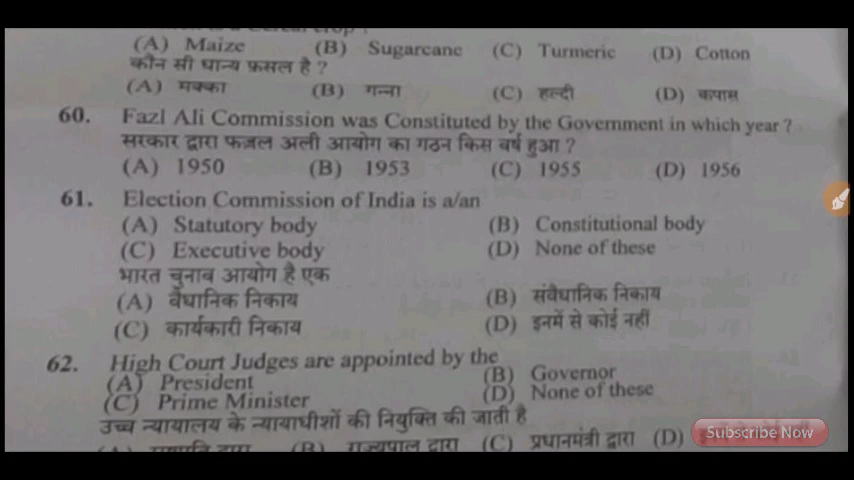 (A) Maize (B) Sugarcane (C) Turmeric (D) Cotton
कौन सी धान्य फ़सल है ?
(A) मक्का (B) गन्ना (C) हल्दी (D) कपास
60. Fazl Ali Commission was Constituted by the Government in which year ?
सरकार द्वारा फज़ल अली आयोग का गठन किस वर्ष हुआ ?
(A) 1950 (B) 1953 (C) 1955 (D) 1956
61. Election Commission of India is a/an
(A) Statutory body (B) Constitutional body
(C) Executive body (D) None of these
भारत चुनाव आयोग है एक
(A) वैधानिक निकाय (B) संवैधानिक निकाय
(C) कार्यकारी निकाय (D) इनमें से कोई नहीं
62. High Court Judges are appointed by the
(A) President (B) Governor
(C) Prime Minister (D) None of these
उच्च न्यायालय के न्यायाधीशों की नियुक्ति की जाती है
(B) राज्यपाल द्वारा (C) प्रधानमंत्री द्वारा (D)
Subscribe Now